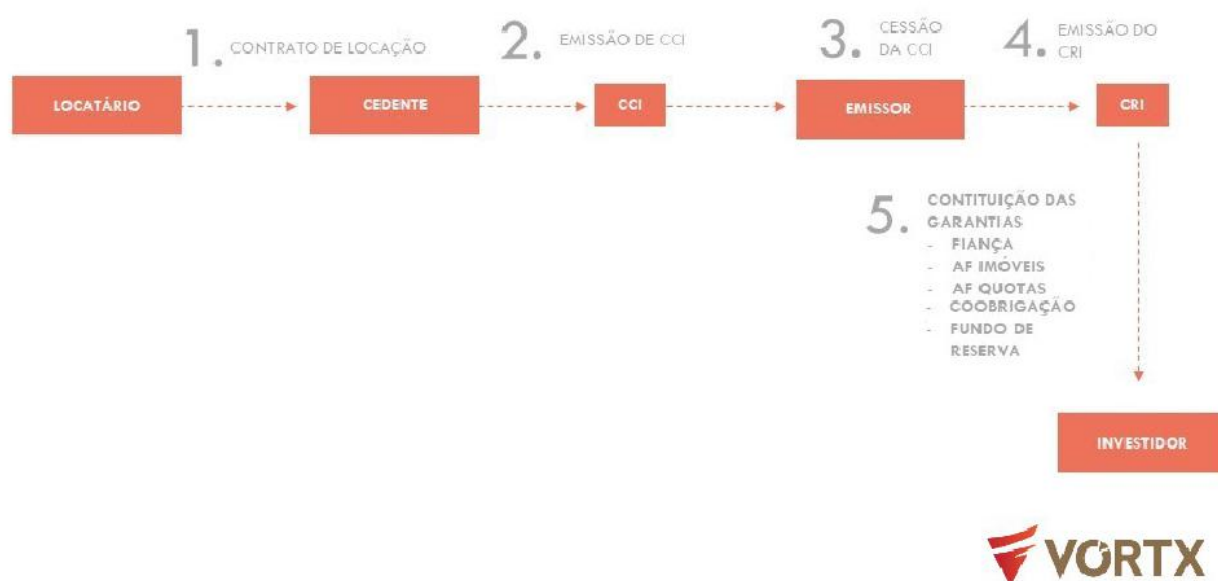 1. CONTRATO DE LOCAÇÃO
2. EMISSÃO DE CCI
3. CESSÃO
DA CCI
4. EMISSÃO DO
CRI
LOCATÁRIO
CEDENTE
CCI
EMISSOR
CRI
5. CONTITUIÇÃO DAS
GARANTIAS
- FIANÇA
- AF IMÓVEIS
- AF QUOTAS
- COOBRIGAÇÃO
- FUNDO DE
RESERVA
INVESTIDOR
VÓRTX